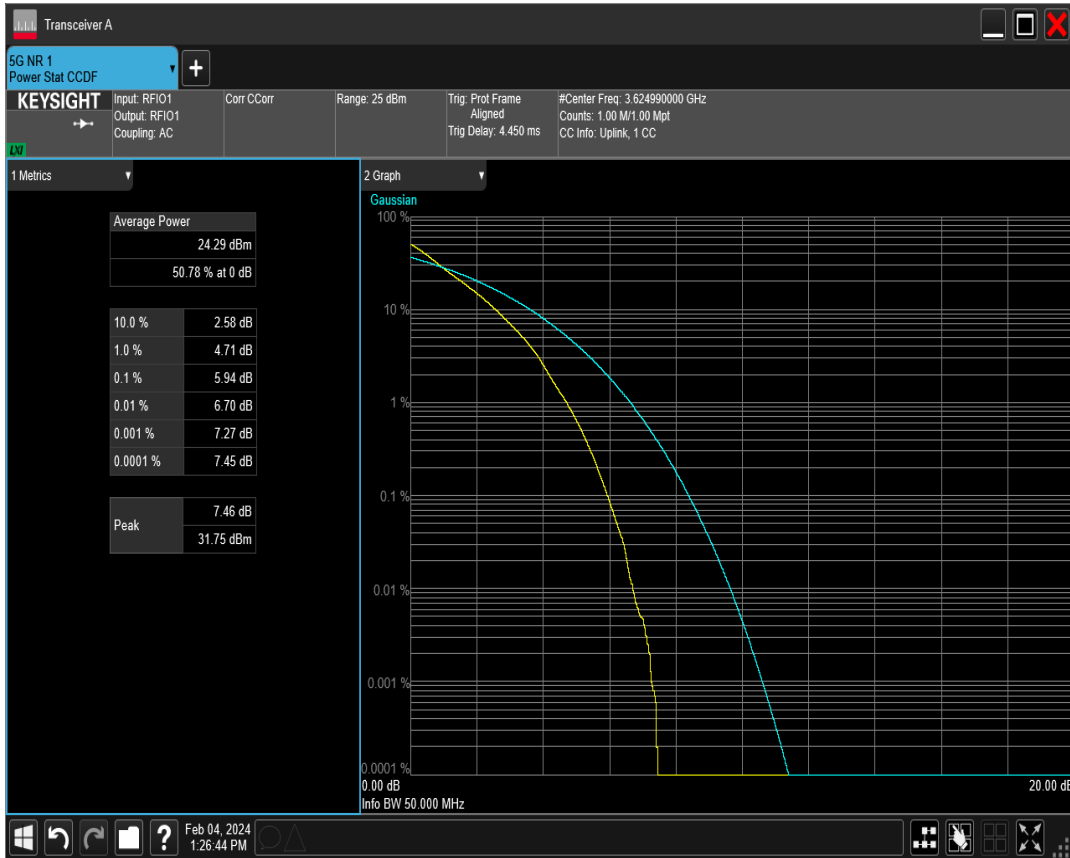 Transceiver A
5G NR 1
Power Stat CCDF
KEYSIGHT
LXI
Input: RFIO1
Output: RFIO1
Coupling: AC
Corr CCorr
Range: 25 dBm
Trig: Prot Frame
Aligned
Trig Delay: 4.450 ms
#Center Freq: 3.624990000 GHz
Counts: 1.00 M/1.00 Mpt
CC Info: Uplink, 1 CC
1 Metrics
Average Power
24.29 dBm
50.78 % at 0 dB
10.0 % 2.58 dB
1.0 % 4.71 dB
0.1 % 5.94 dB
0.01 % 6.70 dB
0.001 % 7.27 dB
0.0001 % 7.45 dB
Peak
7.46 dB
31.75 dBm
2 Graph
Gaussian
100 %
10 %
1 %
0.1 %
0.01 %
0.001 %
0.0001 %
0.00 dB 20.00 dB
Info BW 50.000 MHz
?
Feb 04, 2024
1:26:44 PM